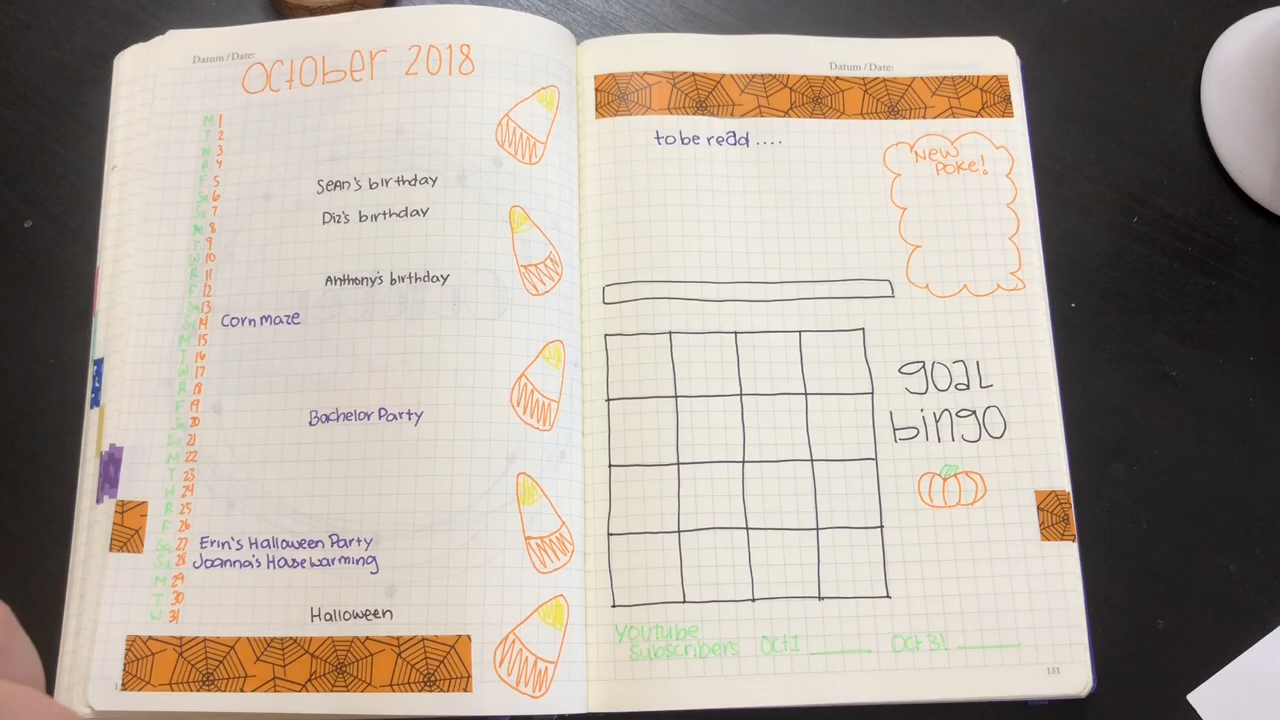 Datum / Date:
October 2018
M 1
T 2
W 3
R 4
F 5 Sean's birthday
Sa 6
Su 7 Diz's birthday
M 8
T 9
W 10
R 11 Anthony's birthday
F 12
Sa 13
Su 14 Corn maze
M 15
T 16
W 17
R 18
F 19
Sa 20 Bachelor Party
Su 21
M 22
T 23
W 24
R 25
F 26
Sa 27 Erin's Halloween Party
Su 28 Joanna's Housewarming
M 29
T 30
W 31 Halloween
Datum / Date:
to be read ....
New
Poke!
goal
bingo
Youtube
subscribers Oct 1 ______ Oct 31 ______
151